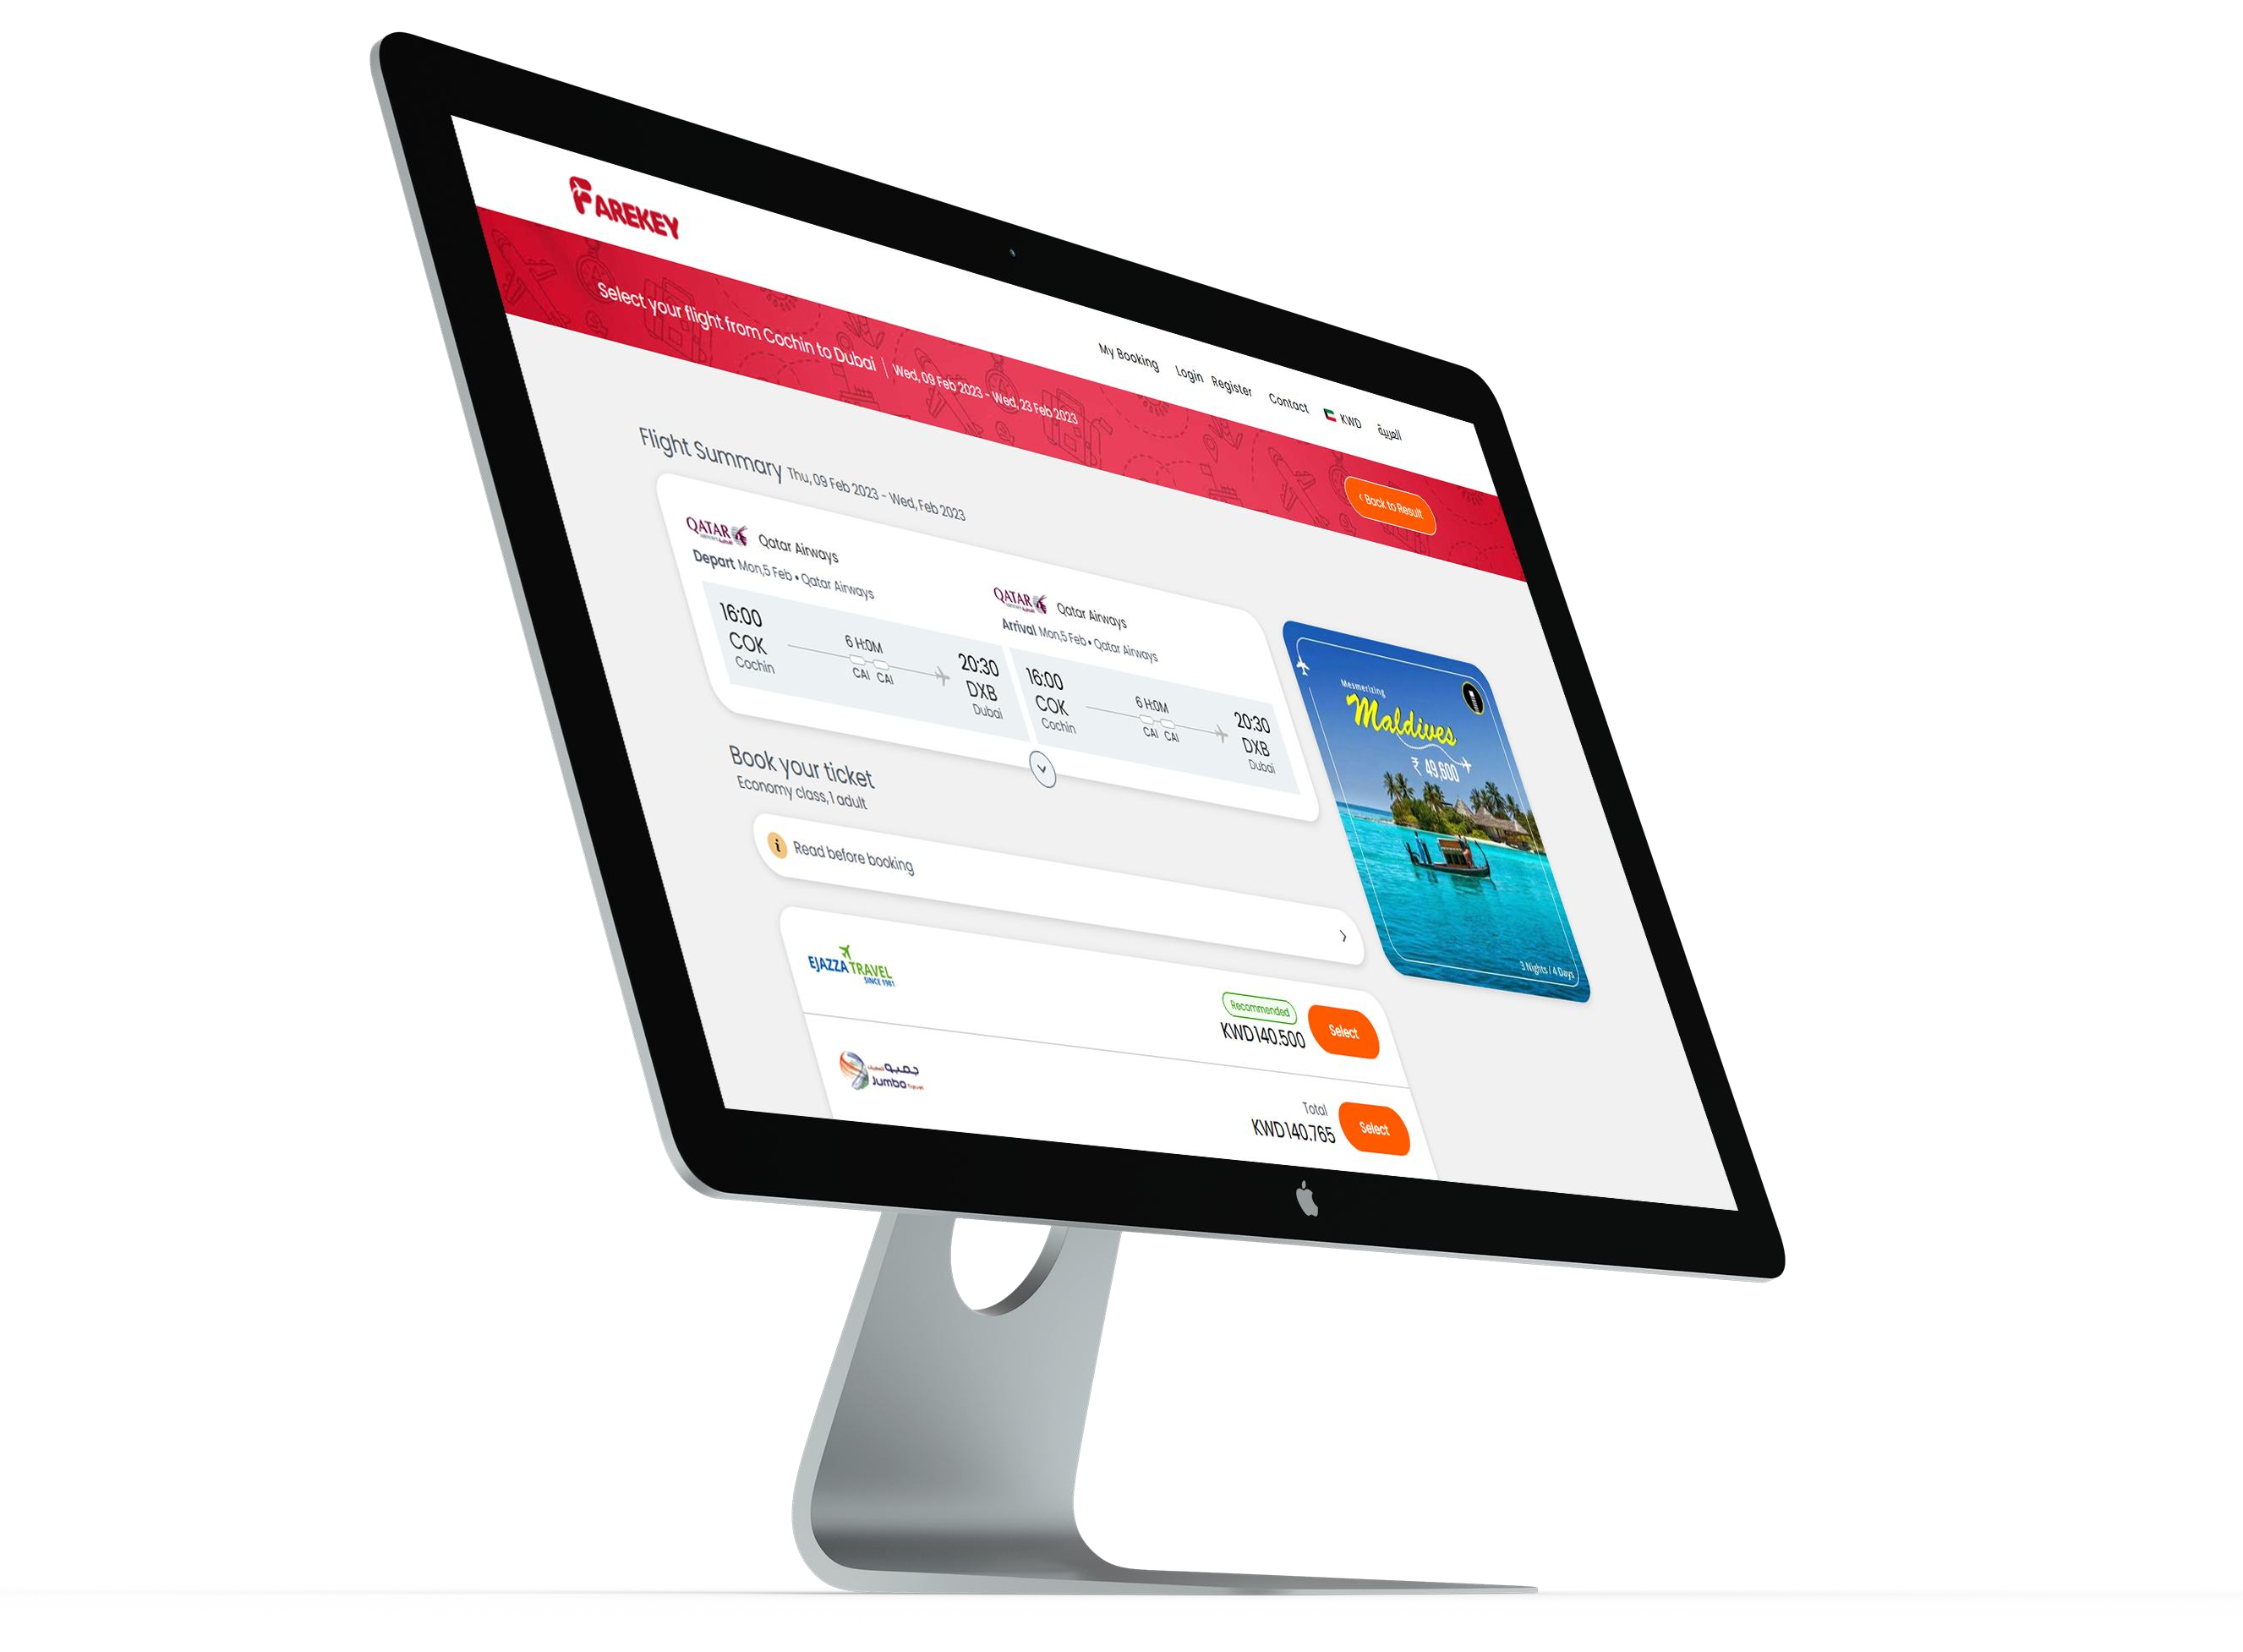 FAREKEY
My Booking Login Register Contact KWD العربية
Select your flight from Cochin to Dubai | Wed, 09 Feb 2023 - Wed, 23 Feb 2023
‹ Back to Result
Flight Summary Thu, 09 Feb 2023 - Wed, Feb 2023
QATAR Qatar Airways
Depart Mon,5 Feb • Qatar Airways
16:00
COK
Cochin
6 H:0M
CAI CAI
20:30
DXB
Dubai
QATAR Qatar Airways
Arrival Mon,5 Feb • Qatar Airways
16:00
COK
Cochin
6 H:0M
CAI CAI
20:30
DXB
Dubai
Mesmerizing
Maldives
₹ 49,600
3 Nights / 4 Days
Book your ticket
Economy class,1 adult
i Read before booking
EJAZZA TRAVEL
SINCE 1981
Recommended
KWD140.500
Select
جمبو
Jumbo
Total
KWD140.765
Select